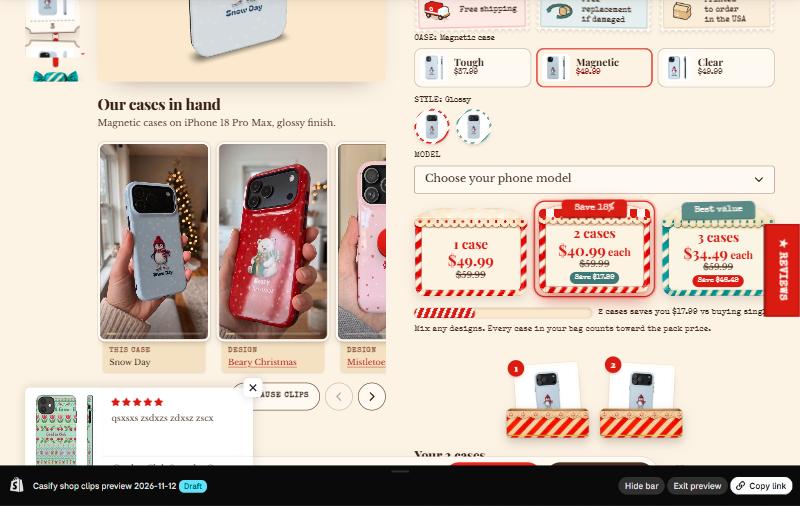 Snow Day
Our cases in hand
Magnetic cases on iPhone 18 Pro Max, glossy finish.
Snow Day
Beary
Christmas
THIS CASE
Snow Day
DESIGN
Beary Christmas
DESIGN
Mistletoe
USE CLIPS
qsxsxs zsdxzs zdxsz zscx
Free shipping
replacement
if damaged
to order
in the USA
CASE: Magnetic case
Tough
$37.99
Magnetic
$49.99
Clear
$49.99
STYLE: Glossy
MODEL
Choose your phone model
1 case
$49.99
$59.99
Save 18%
2 cases
$40.99 each
$59.99
Save $17.99
Best value
3 cases
$34.49 each
$59.99
★ REVIEWS
2 cases saves you $17.99 vs buying singl
Mix any designs. Every case in your bag counts toward the pack price.
1
2
Your 2 cases
Casify shop clips preview 2026-11-12
Draft
Hide bar
Exit preview
Copy link